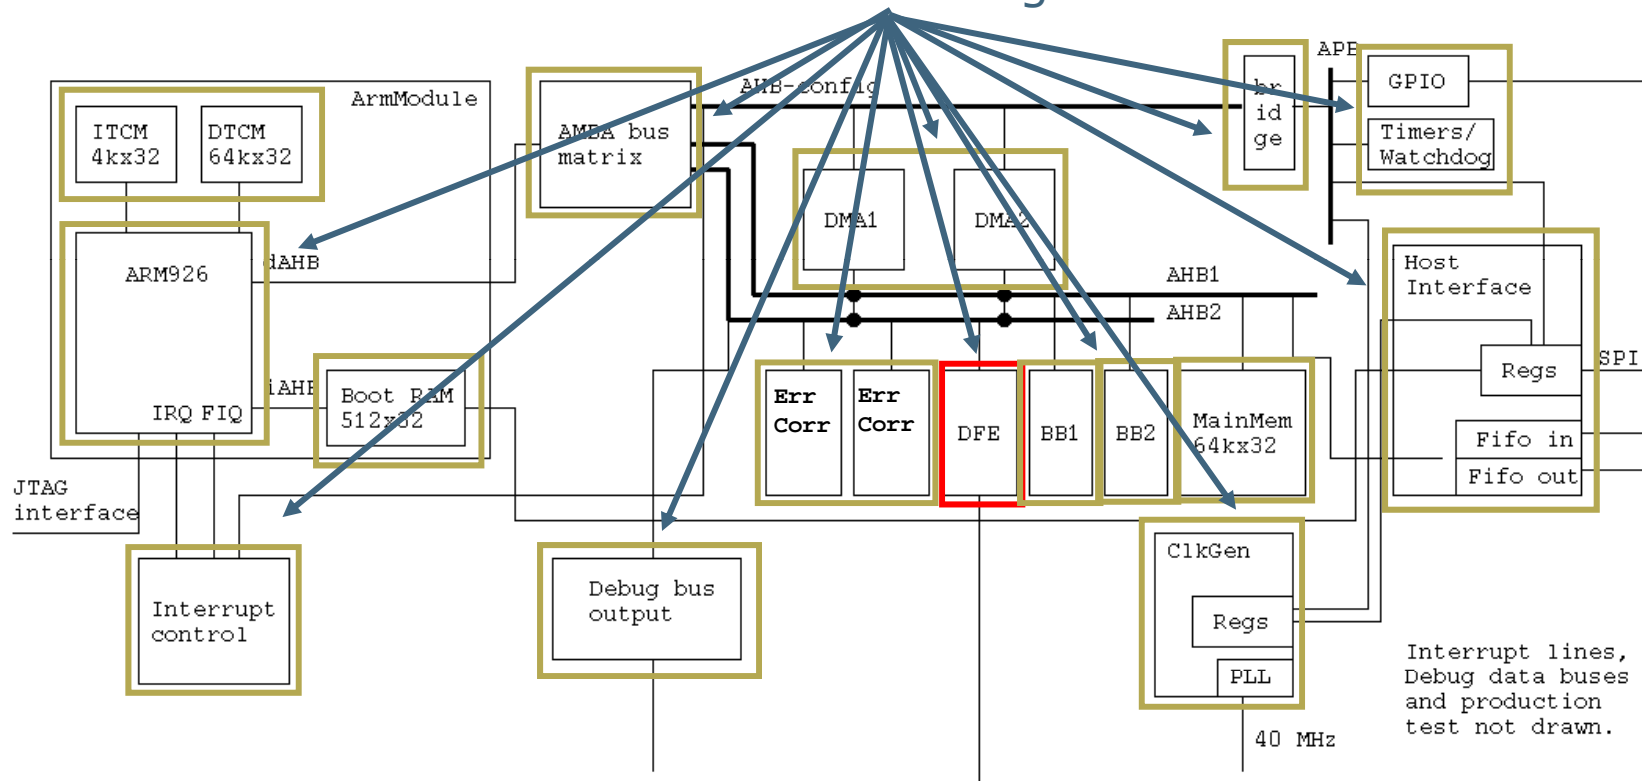 APB
AHB-config
ArmModule
ITCM
4kx32
DTCM
64kx32
AMBA bus
matrix
br
id
ge
GPIO
Timers/
Watchdog
DMA1
DMA2
ARM926
dAHB
AHB1
AHB2
Host
Interface
Regs
SPI
iAHB
IRQ FIQ
Boot RAM
512x32
Err
Corr
Err
Corr
DFE
BB1
BB2
MainMem
64kx32
Fifo in
Fifo out
JTAG
interface
Interrupt
control
Debug bus
output
ClkGen
Regs
PLL
40 MHz
Interrupt lines,
Debug data buses
and production
test not drawn.